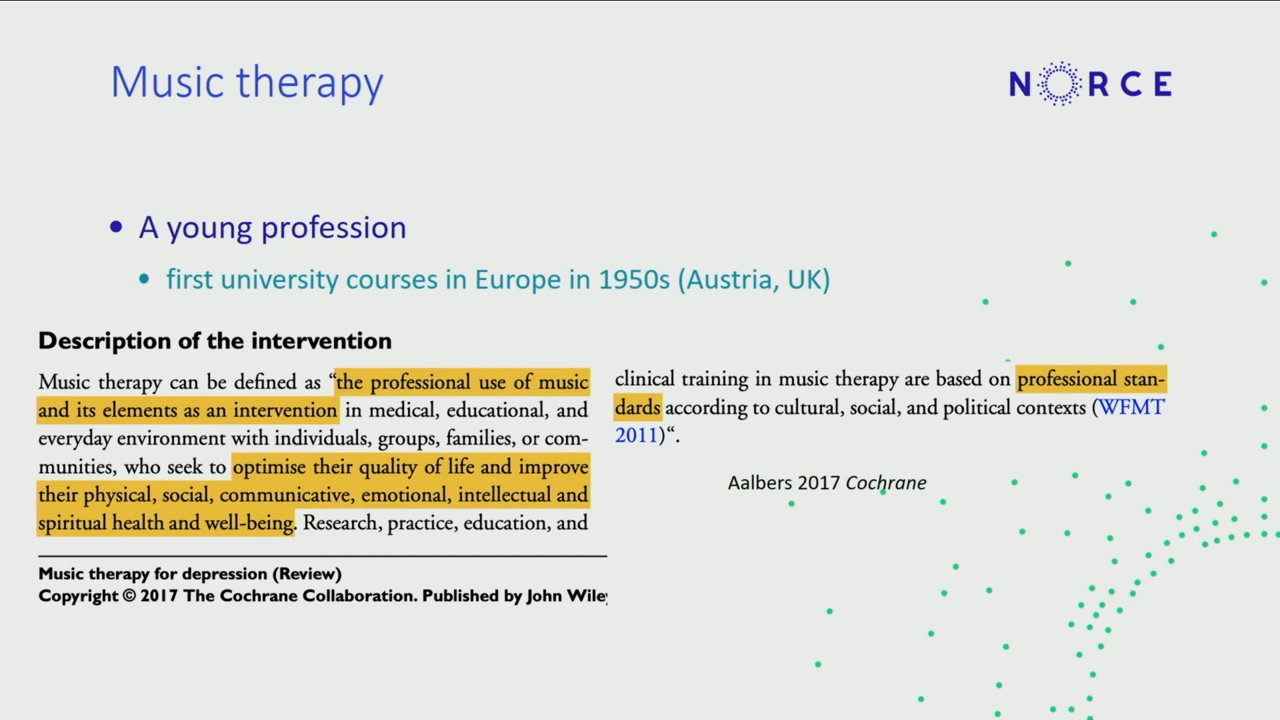 Music therapy
NORCE
• A young profession
• first university courses in Europe in 1950s (Austria, UK)
Description of the intervention
Music therapy can be defined as “the professional use of music
and its elements as an intervention in medical, educational, and
everyday environment with individuals, groups, families, or com-
munities, who seek to optimise their quality of life and improve
their physical, social, communicative, emotional, intellectual and
spiritual health and well-being. Research, practice, education, and
clinical training in music therapy are based on professional stan-
dards according to cultural, social, and political contexts (WFMT
2011)“.
Aalbers 2017 Cochrane
Music therapy for depression (Review)
Copyright © 2017 The Cochrane Collaboration. Published by John